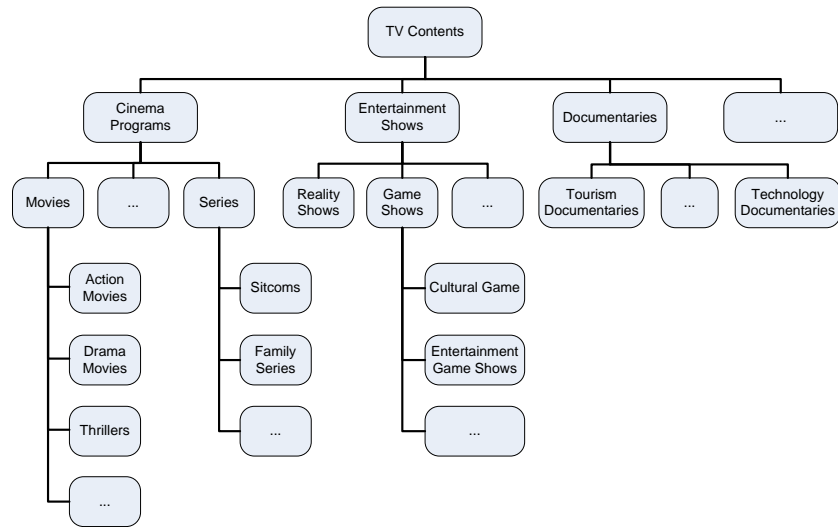 TV Contents
Cinema
Programs
Entertainment
Shows
Documentaries
...
Movies
...
Series
Reality
Shows
Game
Shows
...
Tourism
Documentaries
...
Technology
Documentaries
Action
Movies
Sitcoms
Cultural Game
Drama
Movies
Family
Series
Entertainment
Game Shows
Thrillers
...
...
...